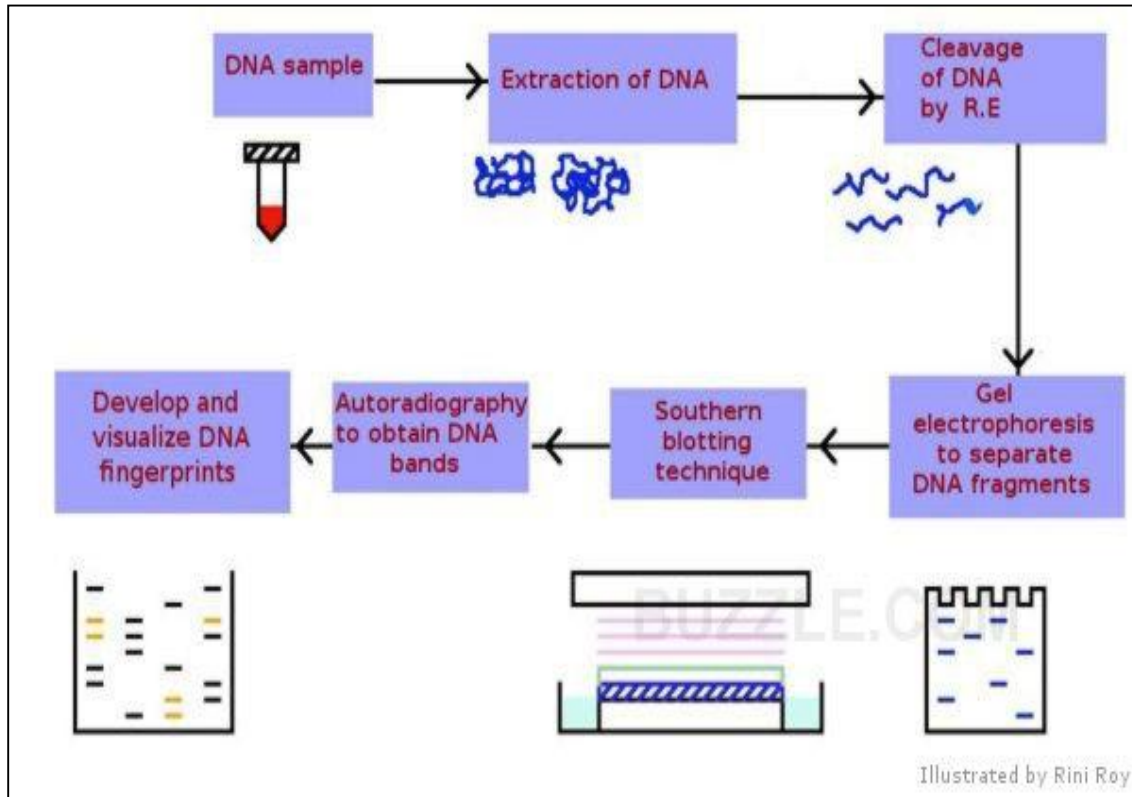 DNA sample
Extraction of DNA
Cleavage
of DNA
by R.E
Gel
electrophoresis
to separate
DNA fragments
Southern
blotting
technique
Autoradiography
to obtain DNA
bands
Develop and
visualize DNA
fingerprints
BUZZLE.COM
Illustrated by Rini Roy